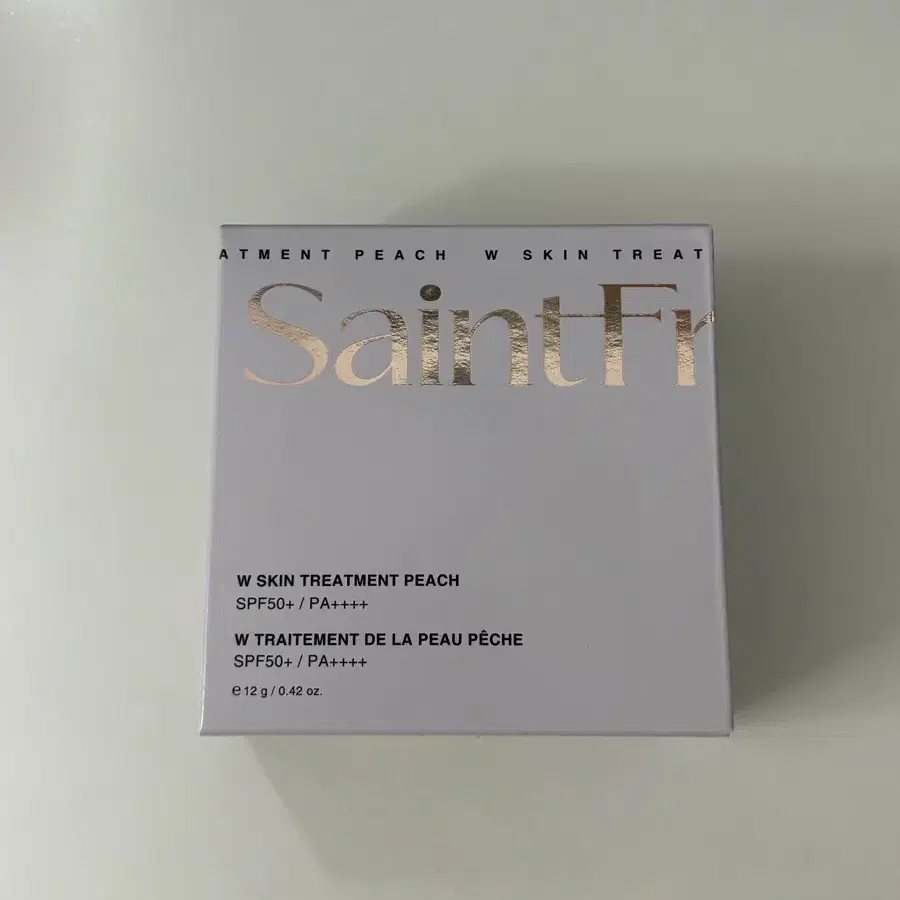 ATMENT PEACH W SKIN TREAT
SaintFr
W SKIN TREATMENT PEACH
SPF50+ / PA++++
W TRAITEMENT DE LA PEAU PÊCHE
SPF50+ / PA++++
℮ 12 g / 0.42 oz.